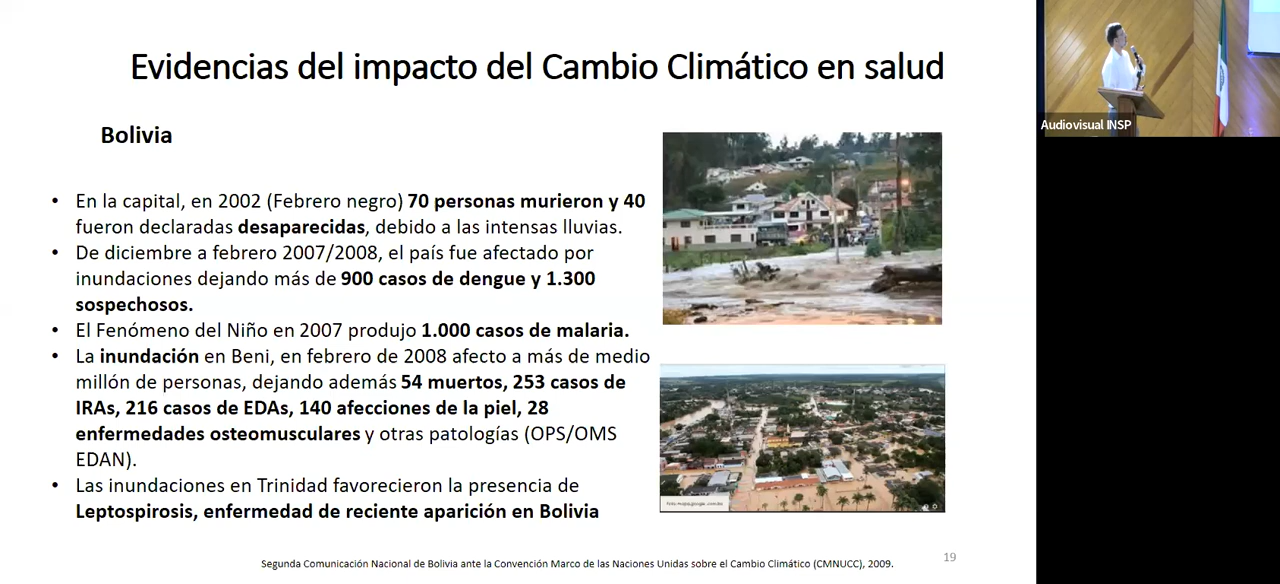 Evidencias del impacto del Cambio Climático en salud
Bolivia
• En la capital, en 2002 (Febrero negro) 70 personas murieron y 40
fueron declaradas desaparecidas, debido a las intensas lluvias.
• De diciembre a febrero 2007/2008, el país fue afectado por
inundaciones dejando más de 900 casos de dengue y 1.300
sospechosos.
• El Fenómeno del Niño en 2007 produjo 1.000 casos de malaria.
• La inundación en Beni, en febrero de 2008 afecto a más de medio
millón de personas, dejando además 54 muertos, 253 casos de
IRAs, 216 casos de EDAs, 140 afecciones de la piel, 28
enfermedades osteomusculares y otras patologías (OPS/OMS
EDAN).
• Las inundaciones en Trinidad favorecieron la presencia de
Leptospirosis, enfermedad de reciente aparición en Bolivia
Segunda Comunicación Nacional de Bolivia ante la Convención Marco de las Naciones Unidas sobre el Cambio Climático (CMNUCC), 2009.
19
Audiovisual INSP